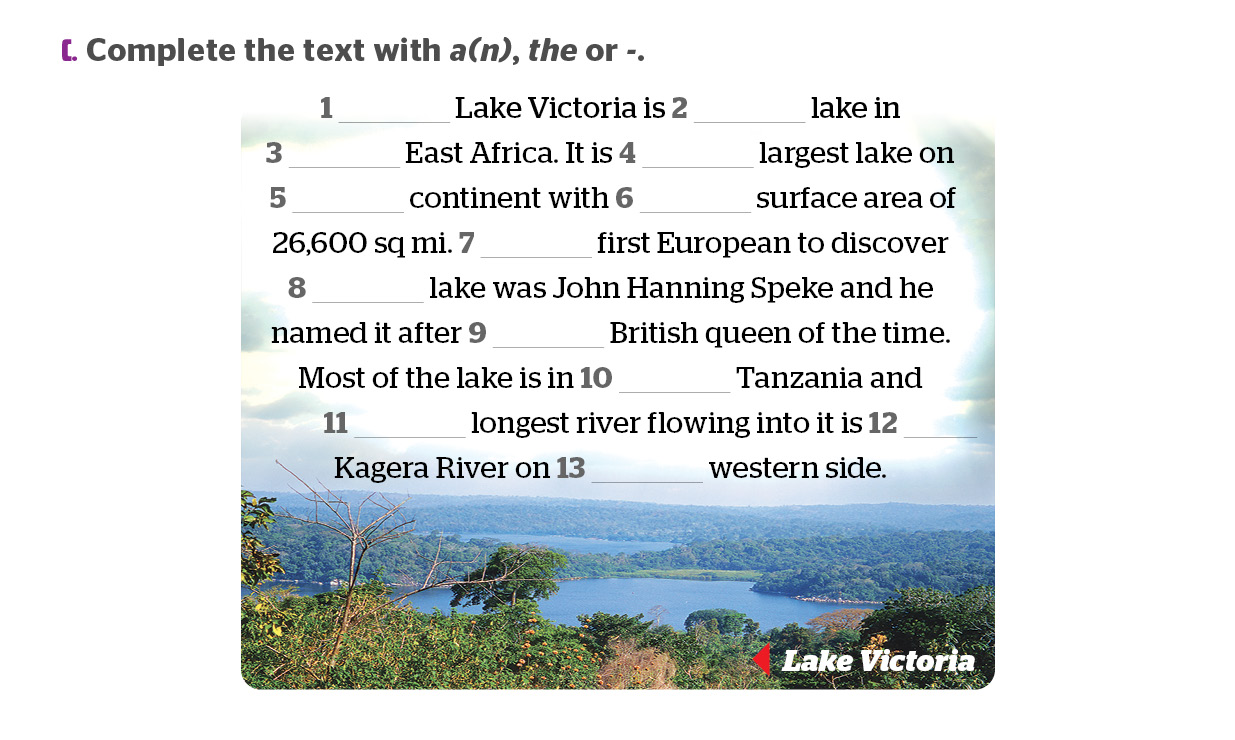 C. Complete the text with a(n), the or -.
1 ________ Lake Victoria is 2 ________ lake in
3 ________ East Africa. It is 4 ________ largest lake on
5 ________ continent with 6 ________ surface area of
26,600 sq mi. 7 ________ first European to discover
8 ________ lake was John Hanning Speke and he
named it after 9 ________ British queen of the time.
Most of the lake is in 10 ________ Tanzania and
11 ________ longest river flowing into it is 12 _____
Kagera River on 13 ________ western side.
Lake Victoria